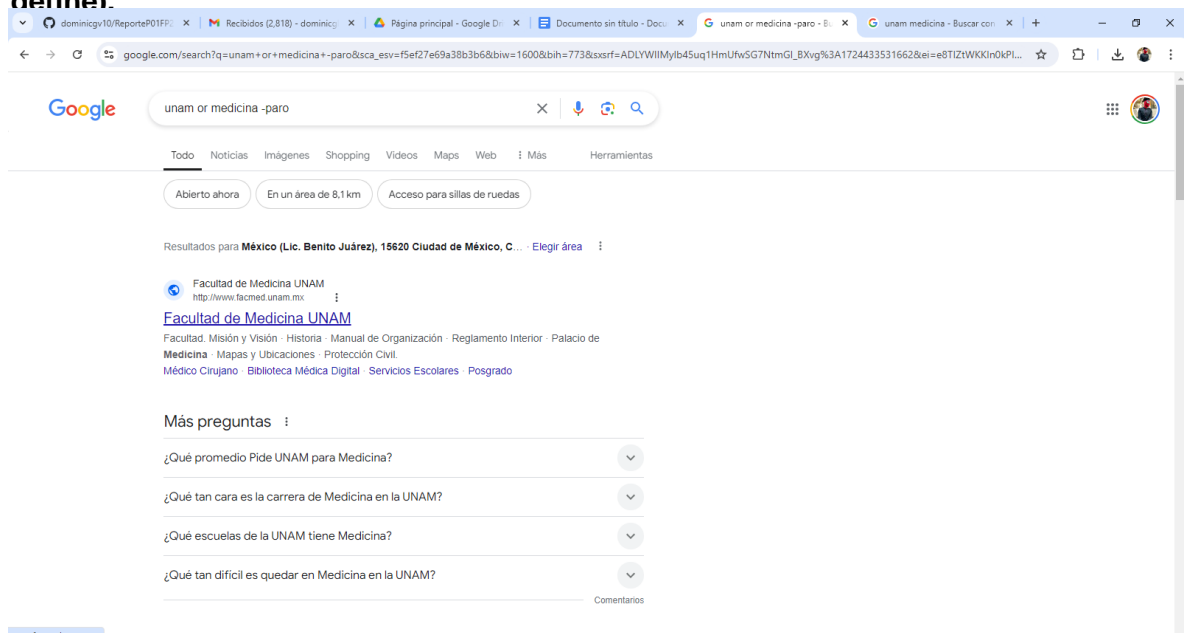 define).
dominicgv10/ReporteP01FP
Recibidos (2,818) - dominicg
Página principal - Google Dr
Documento sin título - Docu
unam or medicina -paro - Bu
unam medicina - Buscar con
google.com/search?q=unam+or+medicina+-paro&sca_esv=f5ef27e69a38b3b6&biw=1600&bih=773&sxsrf=ADLYWIIMyIb45uq1HmUfwSG7NtmGI_BXvg%3A1724433531662&ei=e8TIZtWKKIn0kPI...
Google
unam or medicina -paro
Todo Noticias Imágenes Shopping Videos Maps Web Más Herramientas
Abierto ahora En un área de 8,1 km Acceso para sillas de ruedas
Resultados para México (Lic. Benito Juárez), 15620 Ciudad de México, C... · Elegir área
Facultad de Medicina UNAM
http://www.facmed.unam.mx
Facultad de Medicina UNAM
Facultad. Misión y Visión · Historia · Manual de Organización · Reglamento Interior · Palacio de
Medicina · Mapas y Ubicaciones · Protección Civil.
Médico Cirujano · Biblioteca Médica Digital · Servicios Escolares · Posgrado
Más preguntas
¿Qué promedio Pide UNAM para Medicina?
¿Qué tan cara es la carrera de Medicina en la UNAM?
¿Qué escuelas de la UNAM tiene Medicina?
¿Qué tan difícil es quedar en Medicina en la UNAM?
Comentarios